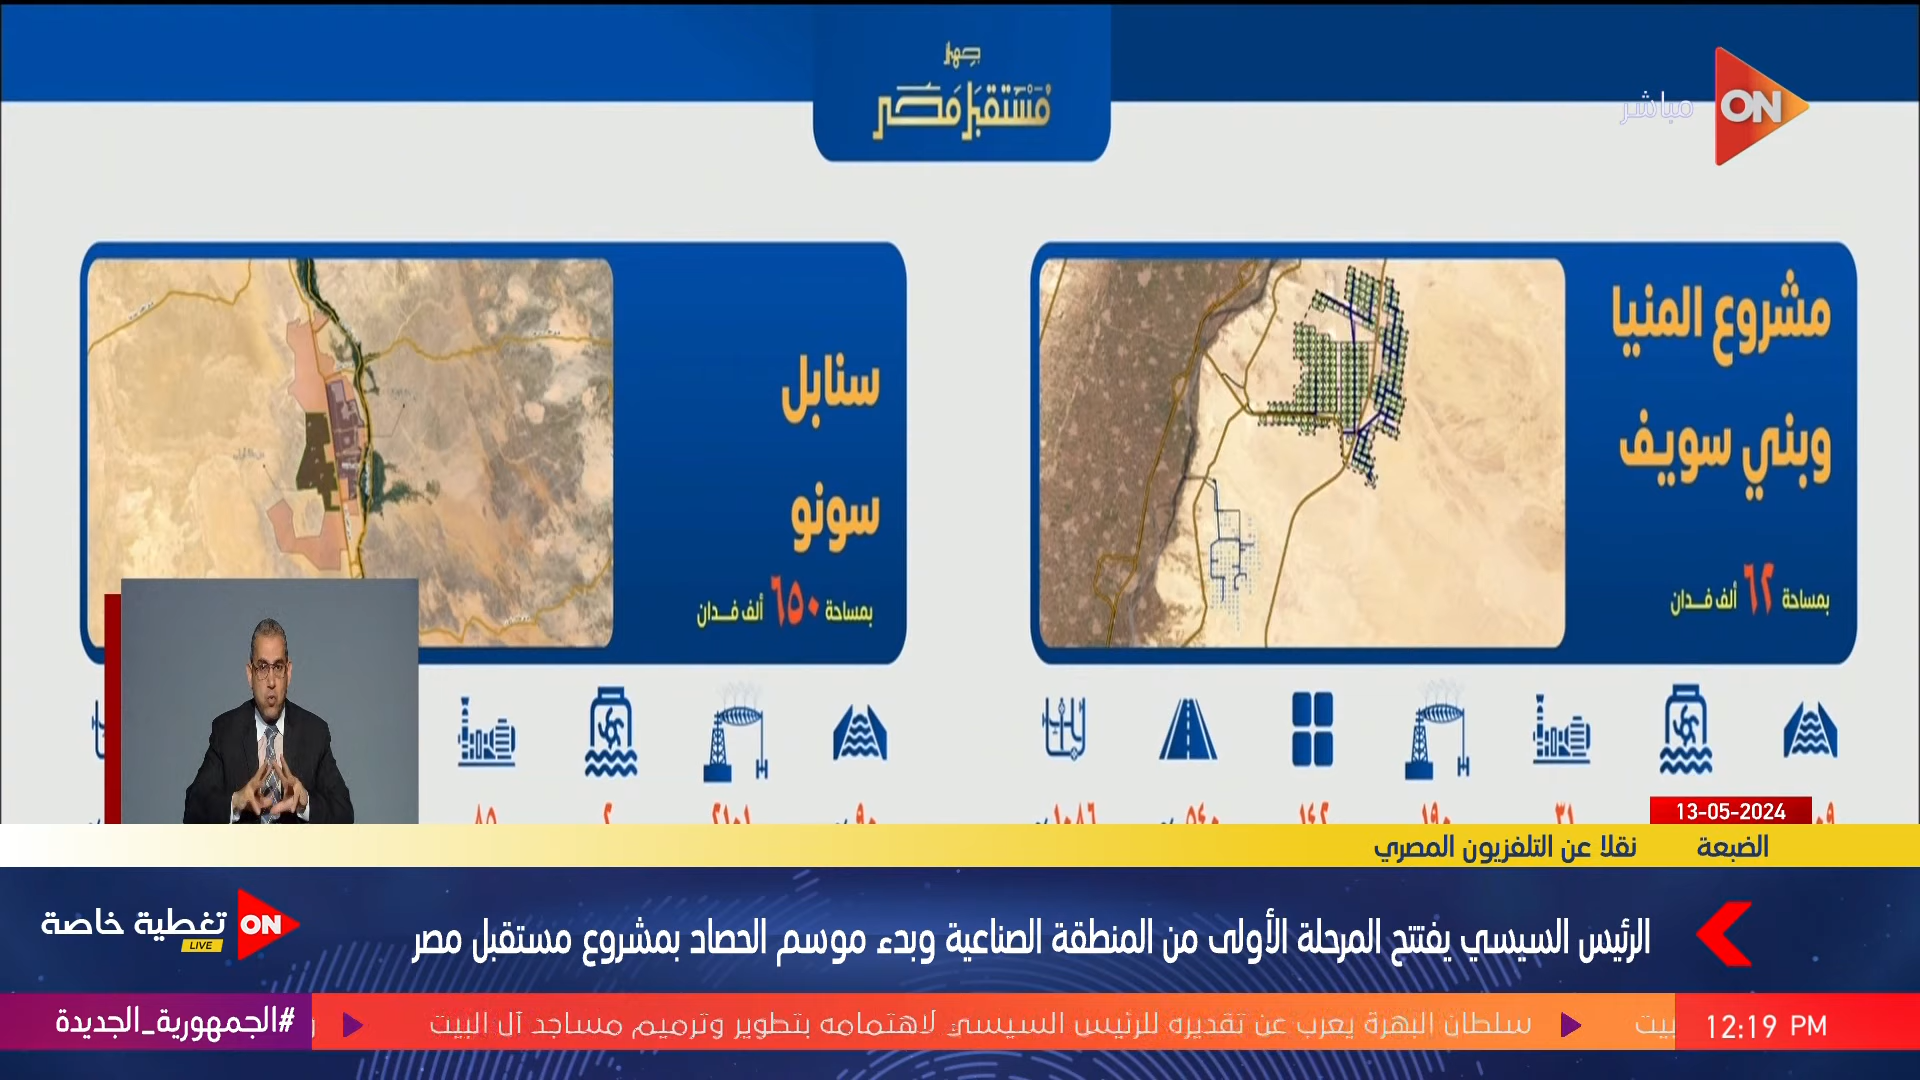 جهاز
مستقبل مصر
مباشر
ON
مشروع المنيا
وبني سويف
بمساحة ٦٢ ألف فدان
سنابل
سونو
بمساحة ٦٥٠ ألف فدان
13-05-2024
الضبعة نقلا عن التلفزيون المصري
الرئيس السيسي يفتتح المرحلة الأولى من المنطقة الصناعية وبدء موسم الحصاد بمشروع مستقبل مصر
ON تغطية خاصة
LIVE
12:19 PM
سلطان البهرة يعرب عن تقديره للرئيس السيسي لاهتمامه بتطوير وترميم مساجد آل البيت
#الجمهورية_الجديدة